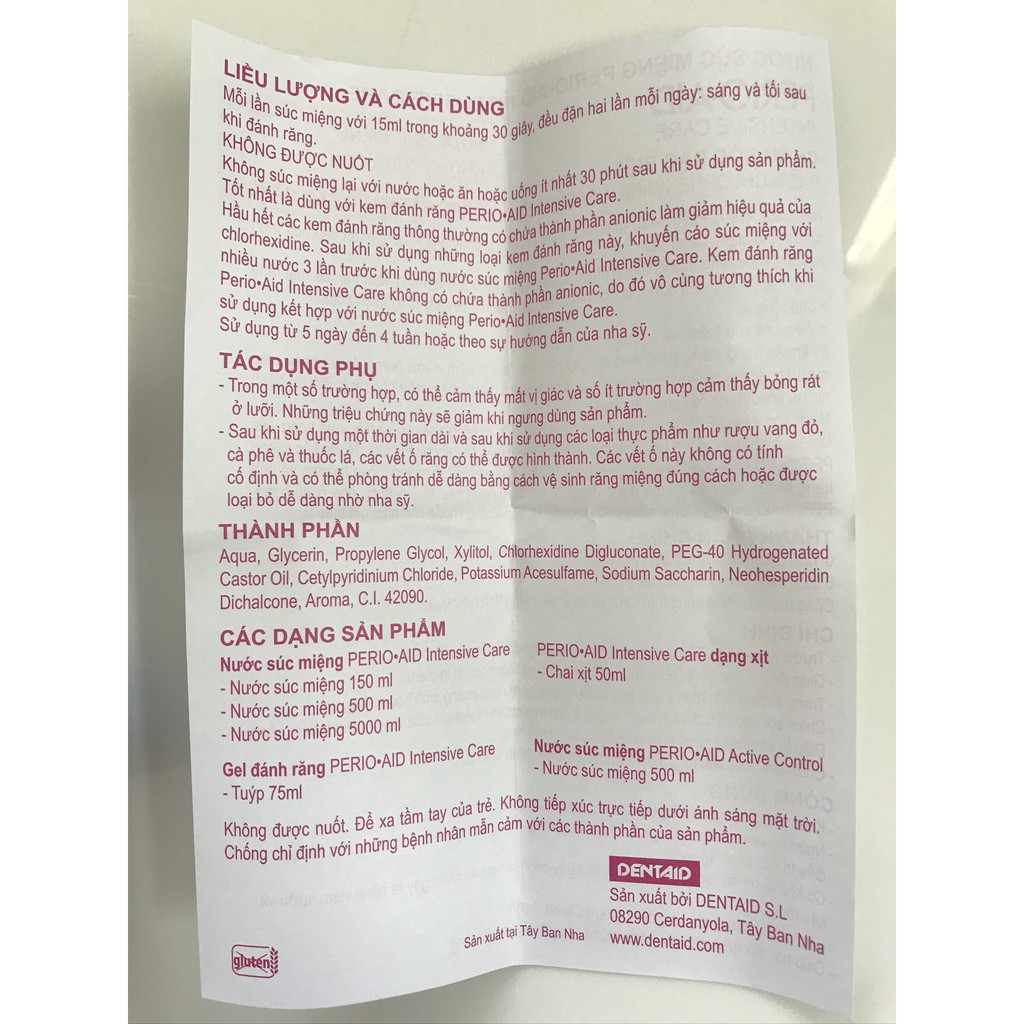 LIỀU LƯỢNG VÀ CÁCH DÙNG
Mỗi lần súc miệng với 15ml trong khoảng 30 giây, đều đặn hai lần mỗi ngày: sáng và tối sau
khi đánh răng.
KHÔNG ĐƯỢC NUỐT
Không súc miệng lại với nước hoặc ăn hoặc uống ít nhất 30 phút sau khi sử dụng sản phẩm.
Tốt nhất là dùng với kem đánh răng PERIO•AID Intensive Care.
Hầu hết các kem đánh răng thông thường có chứa thành phần anionic làm giảm hiệu quả của
chlorhexidine. Sau khi sử dụng những loại kem đánh răng này, khuyến cáo súc miệng với
nhiều nước 3 lần trước khi dùng nước súc miệng Perio•Aid Intensive Care. Kem đánh răng
Perio•Aid Intensive Care không có chứa thành phần anionic, do đó vô cùng tương thích khi
sử dụng kết hợp với nước súc miệng Perio•Aid Intensive Care.
Sử dụng từ 5 ngày đến 4 tuần hoặc theo sự hướng dẫn của nha sỹ.
TÁC DỤNG PHỤ
- Trong một số trường hợp, có thể cảm thấy mất vị giác và số ít trường hợp cảm thấy bỏng rát
ở lưỡi. Những triệu chứng này sẽ giảm khi ngưng dùng sản phẩm.
- Sau khi sử dụng một thời gian dài và sau khi sử dụng các loại thực phẩm như rượu vang đỏ,
cà phê và thuốc lá, các vết ố răng có thể được hình thành. Các vết ố này không có tính
cố định và có thể phòng tránh dễ dàng bằng cách vệ sinh răng miệng đúng cách hoặc được
loại bỏ dễ dàng nhờ nha sỹ.
THÀNH PHẦN
Aqua, Glycerin, Propylene Glycol, Xylitol, Chlorhexidine Digluconate, PEG-40 Hydrogenated
Castor Oil, Cetylpyridinium Chloride, Potassium Acesulfame, Sodium Saccharin, Neohesperidin
Dichalcone, Aroma, C.I. 42090.
CÁC DẠNG SẢN PHẨM
Nước súc miệng PERIO•AID Intensive Care
- Nước súc miệng 150 ml
- Nước súc miệng 500 ml
- Nước súc miệng 5000 ml
PERIO•AID Intensive Care dạng xịt
- Chai xịt 50ml
Gel đánh răng PERIO•AID Intensive Care
- Tuýp 75ml
Nước súc miệng PERIO•AID Active Control
- Nước súc miệng 500 ml
Không được nuốt. Để xa tầm tay của trẻ. Không tiếp xúc trực tiếp dưới ánh sáng mặt trời.
Chống chỉ định với những bệnh nhân mẫn cảm với các thành phần của sản phẩm.
DENTAID
Sản xuất bởi DENTAID S.L
08290 Cerdanyola, Tây Ban Nha
www.dentaid.com
Sản xuất tại Tây Ban Nha
gluten